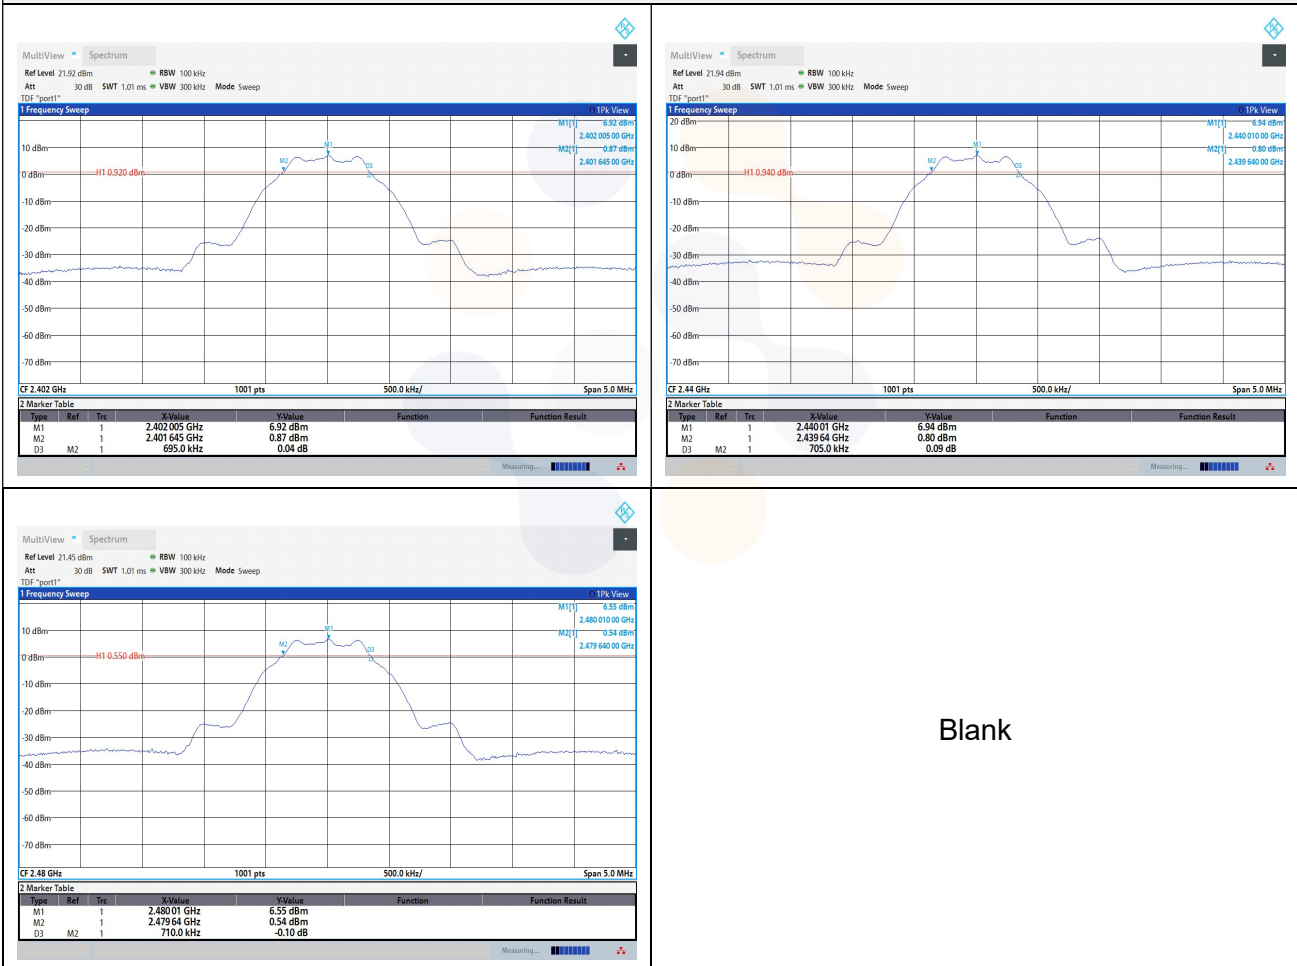 MultiView Spectrum
Ref Level 21.92 dBm RBW 100 kHz
Att 30 dB SWT 1.01 ms VBW 300 kHz Mode Sweep
TDF "port1"
1 Frequency Sweep 1Pk View
M1[1] 6.92 dBm
2.402 005 00 GHz
M2[1] 0.87 dBm
2.401 645 00 GHz
10 dBm
M1
M2
D3
0 dBm
H1 0.920 dBm
-10 dBm
-20 dBm
-30 dBm
-40 dBm
-50 dBm
-60 dBm
-70 dBm
CF 2.402 GHz 1001 pts 500.0 kHz/ Span 5.0 MHz
2 Marker Table
Type Ref Trc X-Value Y-Value Function Function Result
M1 1 2.402 005 GHz 6.92 dBm
M2 1 2.401 645 GHz 0.87 dBm
D3 M2 1 695.0 kHz 0.04 dB
Measuring...
MultiView Spectrum
Ref Level 21.94 dBm RBW 100 kHz
Att 30 dB SWT 1.01 ms VBW 300 kHz Mode Sweep
TDF "port1"
1 Frequency Sweep 1Pk View
20 dBm
M1[1] 6.94 dBm
2.440 010 00 GHz
M2[1] 0.80 dBm
2.439 640 00 GHz
10 dBm
M1
M2
D3
0 dBm
H1 0.940 dBm
-10 dBm
-20 dBm
-30 dBm
-40 dBm
-50 dBm
-60 dBm
-70 dBm
CF 2.44 GHz 1001 pts 500.0 kHz/ Span 5.0 MHz
2 Marker Table
Type Ref Trc X-Value Y-Value Function Function Result
M1 1 2.440 01 GHz 6.94 dBm
M2 1 2.439 64 GHz 0.80 dBm
D3 M2 1 705.0 kHz 0.09 dB
Measuring...
MultiView Spectrum
Ref Level 21.45 dBm RBW 100 kHz
Att 30 dB SWT 1.01 ms VBW 300 kHz Mode Sweep
TDF "port1"
1 Frequency Sweep 1Pk View
M1[1] 6.55 dBm
2.480 010 00 GHz
M2[1] 0.54 dBm
2.479 640 00 GHz
10 dBm
M1
M2
D3
0 dBm
H1 0.550 dBm
-10 dBm
-20 dBm
-30 dBm
-40 dBm
-50 dBm
-60 dBm
-70 dBm
CF 2.48 GHz 1001 pts 500.0 kHz/ Span 5.0 MHz
2 Marker Table
Type Ref Trc X-Value Y-Value Function Function Result
M1 1 2.480 01 GHz 6.55 dBm
M2 1 2.479 64 GHz 0.54 dBm
D3 M2 1 710.0 kHz -0.10 dB
Measuring...
Blank